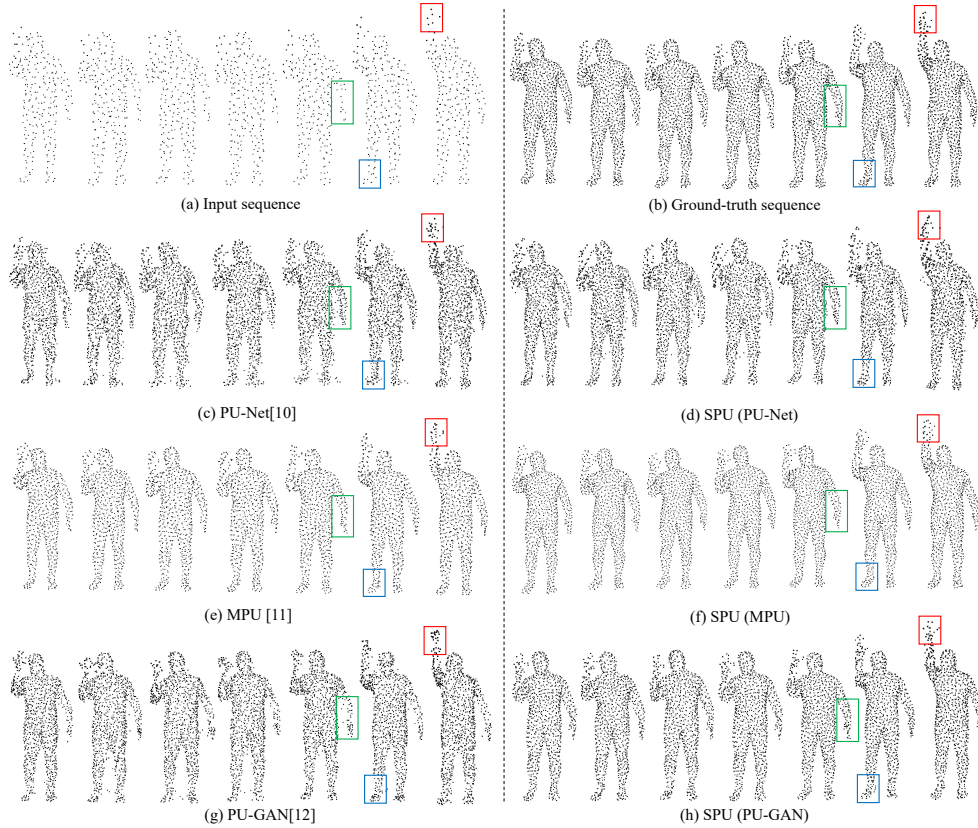 (a) Input sequence
(b) Ground-truth sequence
(c) PU-Net[10]
(d) SPU (PU-Net)
(e) MPU [11]
(f) SPU (MPU)
(g) PU-GAN[12]
(h) SPU (PU-GAN)